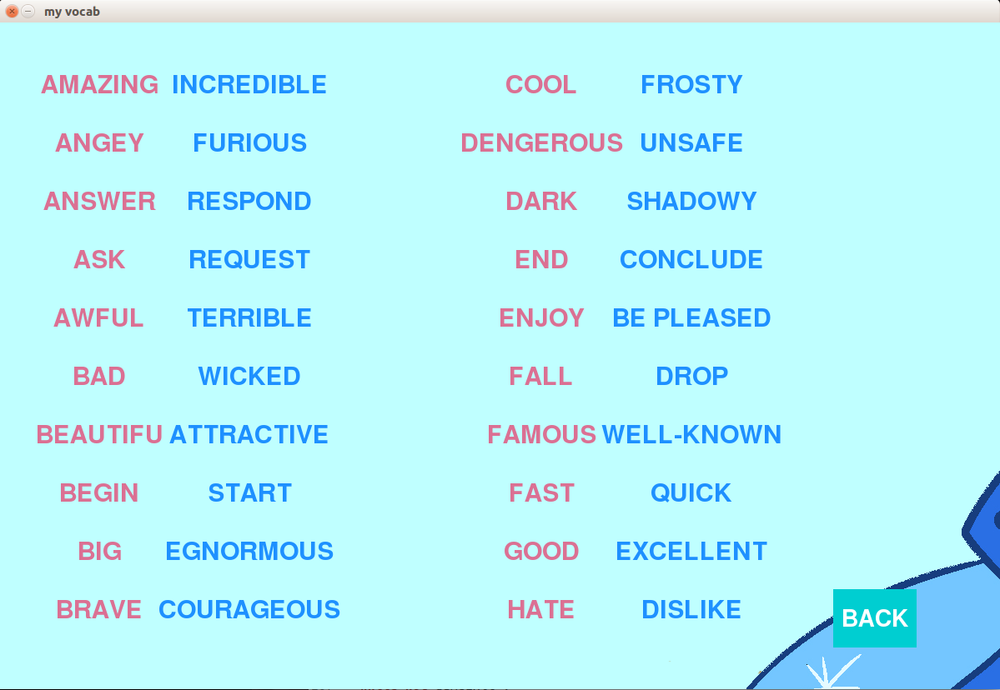 my vocab
AMAZING INCREDIBLE
ANGEY FURIOUS
ANSWER RESPOND
ASK REQUEST
AWFUL TERRIBLE
BAD WICKED
BEAUTIFU ATTRACTIVE
BEGIN START
BIG EGNORMOUS
BRAVE COURAGEOUS
COOL FROSTY
DENGEROUS UNSAFE
DARK SHADOWY
END CONCLUDE
ENJOY BE PLEASED
FALL DROP
FAMOUS WELL-KNOWN
FAST QUICK
GOOD EXCELLENT
HATE DISLIKE
BACK